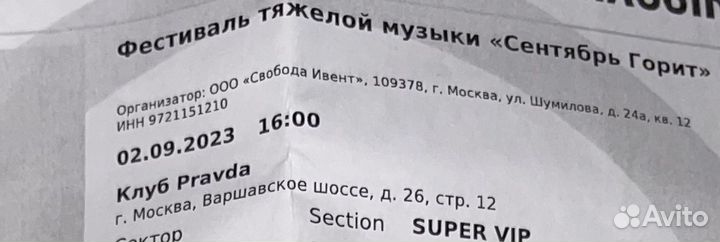 Фестиваль тяжелой музыки «Сентябрь Горит»
Организатор: ООО «Свобода Ивент», 109378, г. Москва, ул. Шумилова, д. 24а, кв. 12
ИНН 9721151210
02.09.2023 16:00
Клуб Pravda
г. Москва, Варшавское шоссе, д. 26, стр. 12
Сектор Section SUPER VIP
Avito